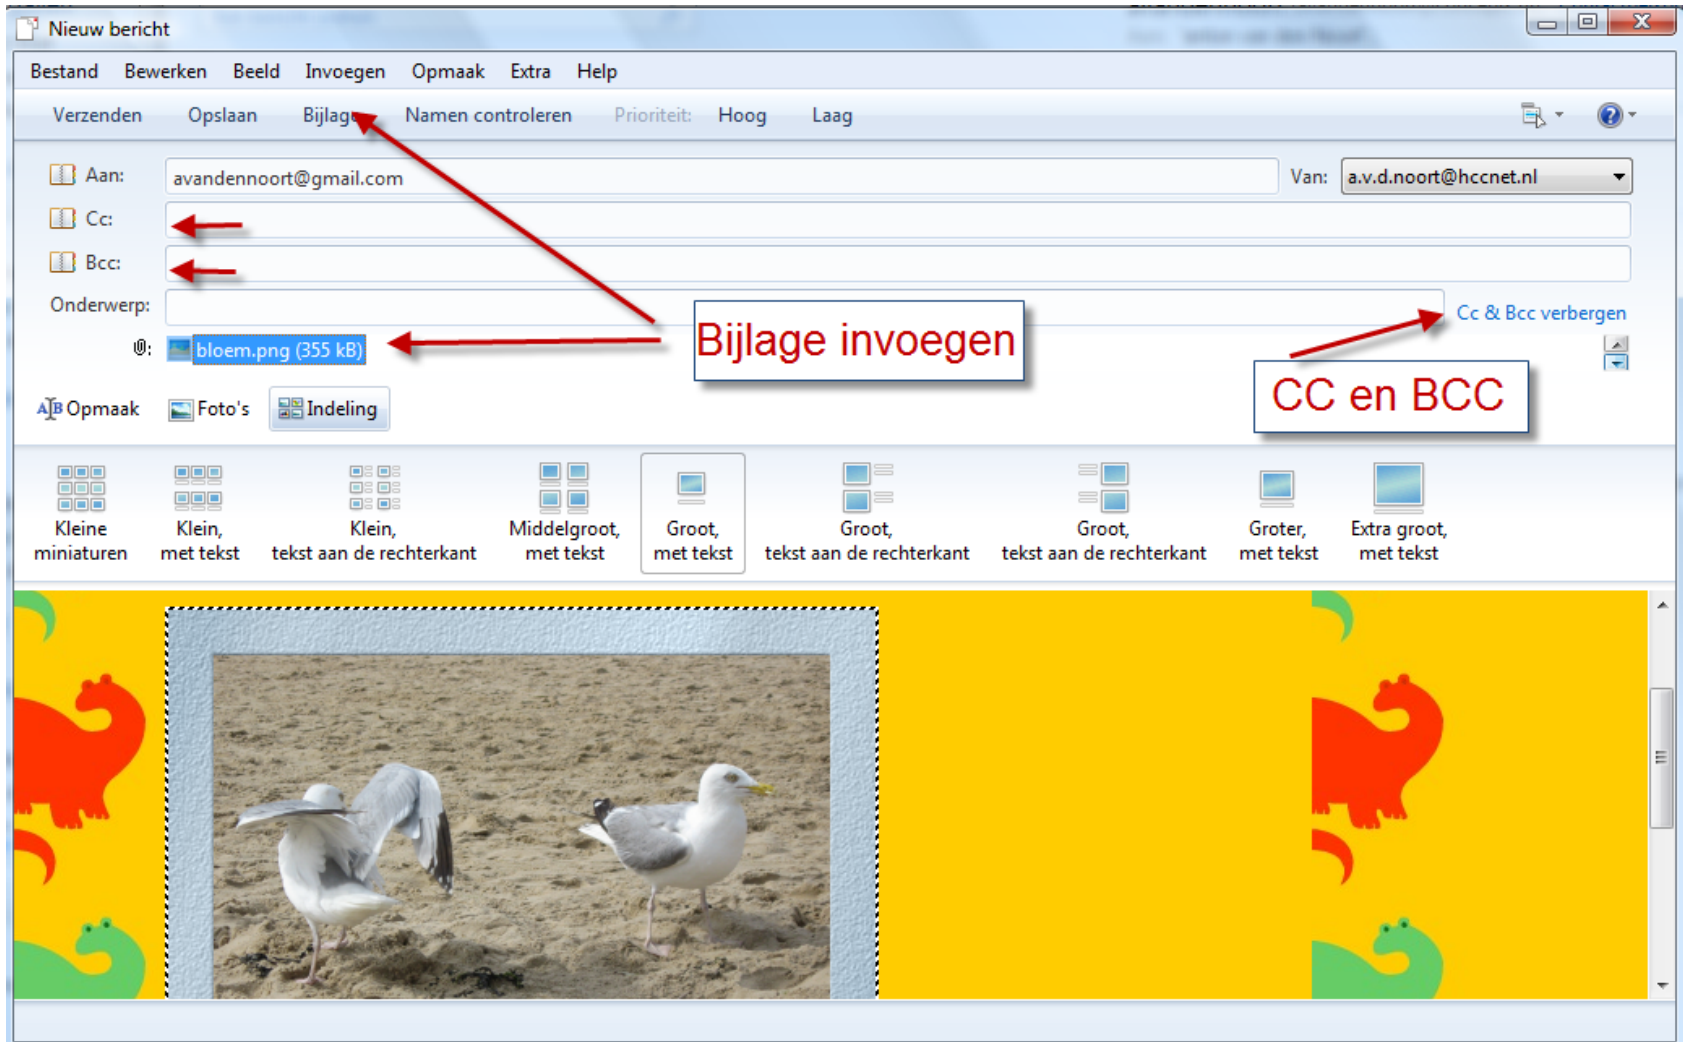 Nieuw bericht
Bestand Bewerken Beeld Invoegen Opmaak Extra Help
Verzenden Opslaan Bijlage Namen controleren Prioriteit: Hoog Laag
Aan: avandennoort@gmail.com Van: a.v.d.noort@hccnet.nl
Cc:
Bcc:
Onderwerp: Cc & Bcc verbergen
bloem.png (355 kB)
Bijlage invoegen
CC en BCC
Opmaak Foto's Indeling
Kleine miniaturen
Klein, met tekst
Klein, tekst aan de rechterkant
Middelgroot, met tekst
Groot, met tekst
Groot, tekst aan de rechterkant
Groot, tekst aan de rechterkant
Groter, met tekst
Extra groot, met tekst